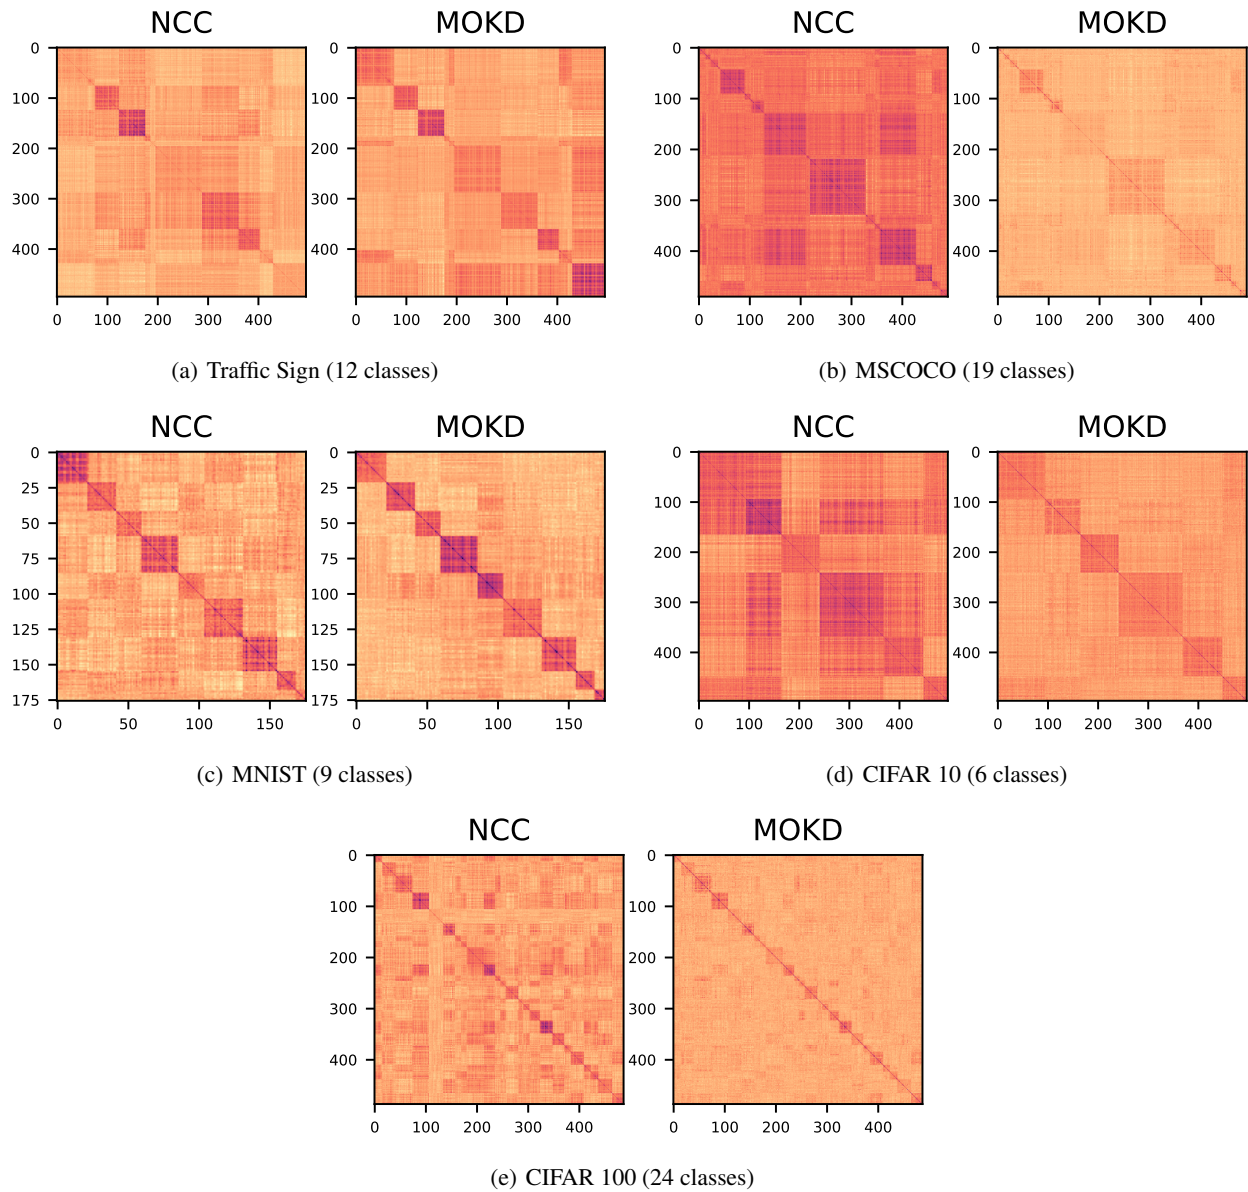 NCC MOKD NCC MOKD
0 0 0 0
100 100 100 100
200 200 200 200
300 300 300 300
400 400 400 400
0 100 200 300 400 0 100 200 300 400 0 100 200 300 400 0 100 200 300 400
(a) Traffic Sign (12 classes) (b) MSCOCO (19 classes)
NCC MOKD NCC MOKD
0 0 0 0
25 25 100 100
50 50 200 200
75 75 300 300
100 100 400 400
125 125
150 150
175 175
0 50 100 150 0 50 100 150 0 100 200 300 400 0 100 200 300 400
(c) MNIST (9 classes) (d) CIFAR 10 (6 classes)
NCC MOKD
0 0
100 100
200 200
300 300
400 400
0 100 200 300 400 0 100 200 300 400
(e) CIFAR 100 (24 classes)